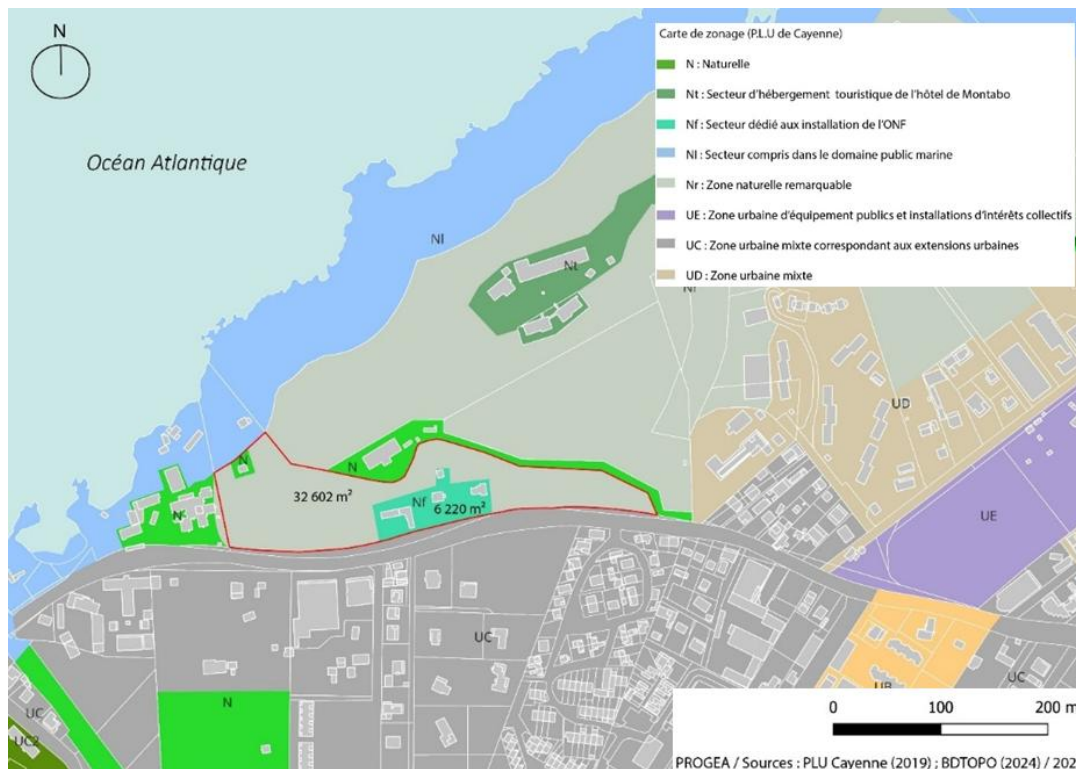 N
Océan Atlantique
Carte de zonage (P.L.U de Cayenne)
N : Naturelle
Nt : Secteur d'hébergement touristique de l'hôtel de Montabo
Nf : Secteur dédié aux installation de l'ONF
Nl : Secteur compris dans le domaine public marine
Nr : Zone naturelle remarquable
UE : Zone urbaine d'équipement publics et installations d'intérêts collectifs
UC : Zone urbaine mixte correspondant aux extensions urbaines
UD : Zone urbaine mixte
Nl
Nt
Nr
UD
N
N
32 602 m²
Nf
6 220 m²
N
UE
UC
N
UB
UC
UC
UC2
0 100 200 m
PROGEA / Sources : PLU Cayenne (2019) ; BDTOPO (2024) / 202